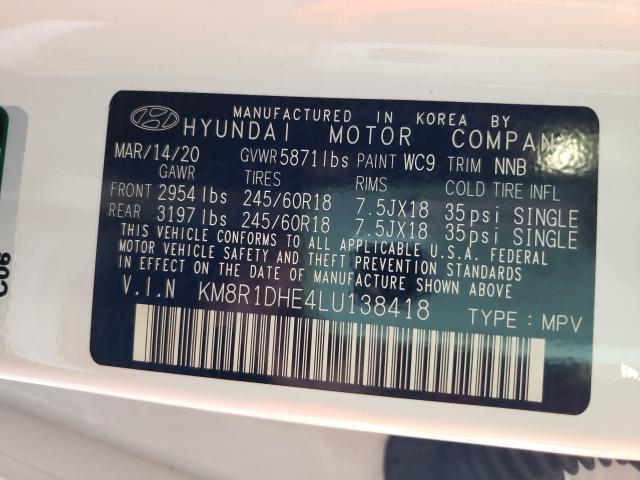 MANUFACTURED IN KOREA BY
HYUNDAI MOTOR COMPANY
MAR/14/20 GVWR 5871lbs PAINT WC9 TRIM NNB
GAWR TIRES RIMS COLD TIRE INFL
FRONT 2954lbs 245/60R18 7.5JX18 35psi SINGLE
REAR 3197lbs 245/60R18 7.5JX18 35psi SINGLE
THIS VEHICLE CONFORMS TO ALL APPLICABLE U.S.A. FEDERAL
MOTOR VEHICLE SAFETY AND THEFT PREVENTION STANDARDS
IN EFFECT ON THE DATE OF MANUFACTURE SHOWN ABOVE.
V.I.N KM8R1DHE4LU138418 TYPE : MPV